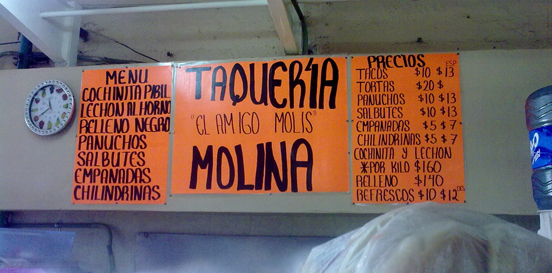 MENU
COCHINITA PIBIL
LECHON AL HORNO
RELLENO NEGRO
PANUCHOS
SALBUTES
EMPANADAS
CHILINDRINAS
TAQUERÍA
"EL AMIGO MOLIS"
MOLINA
PRECIOS
ESP
TACOS $10 $13
TORTAS $20 $
PANUCHOS $10 $13
SALBUTES $10 $13
EMPANADAS $5 $7
CHILINDRINAS $5 $7
COCHINITA Y LECHON
*POR KILO $160
RELLENO $140
REFRESCOS $10 $12